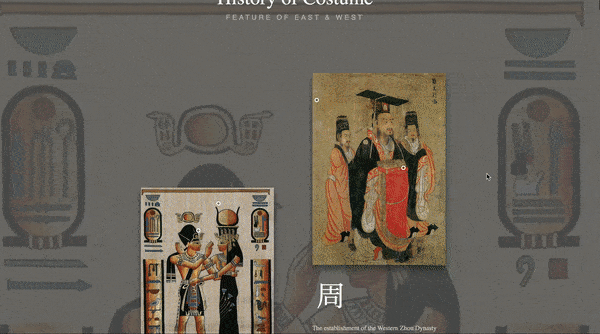 History of Costume
FEATURE OF EAST & WEST
周
The establishment of the Western Zhou Dynasty